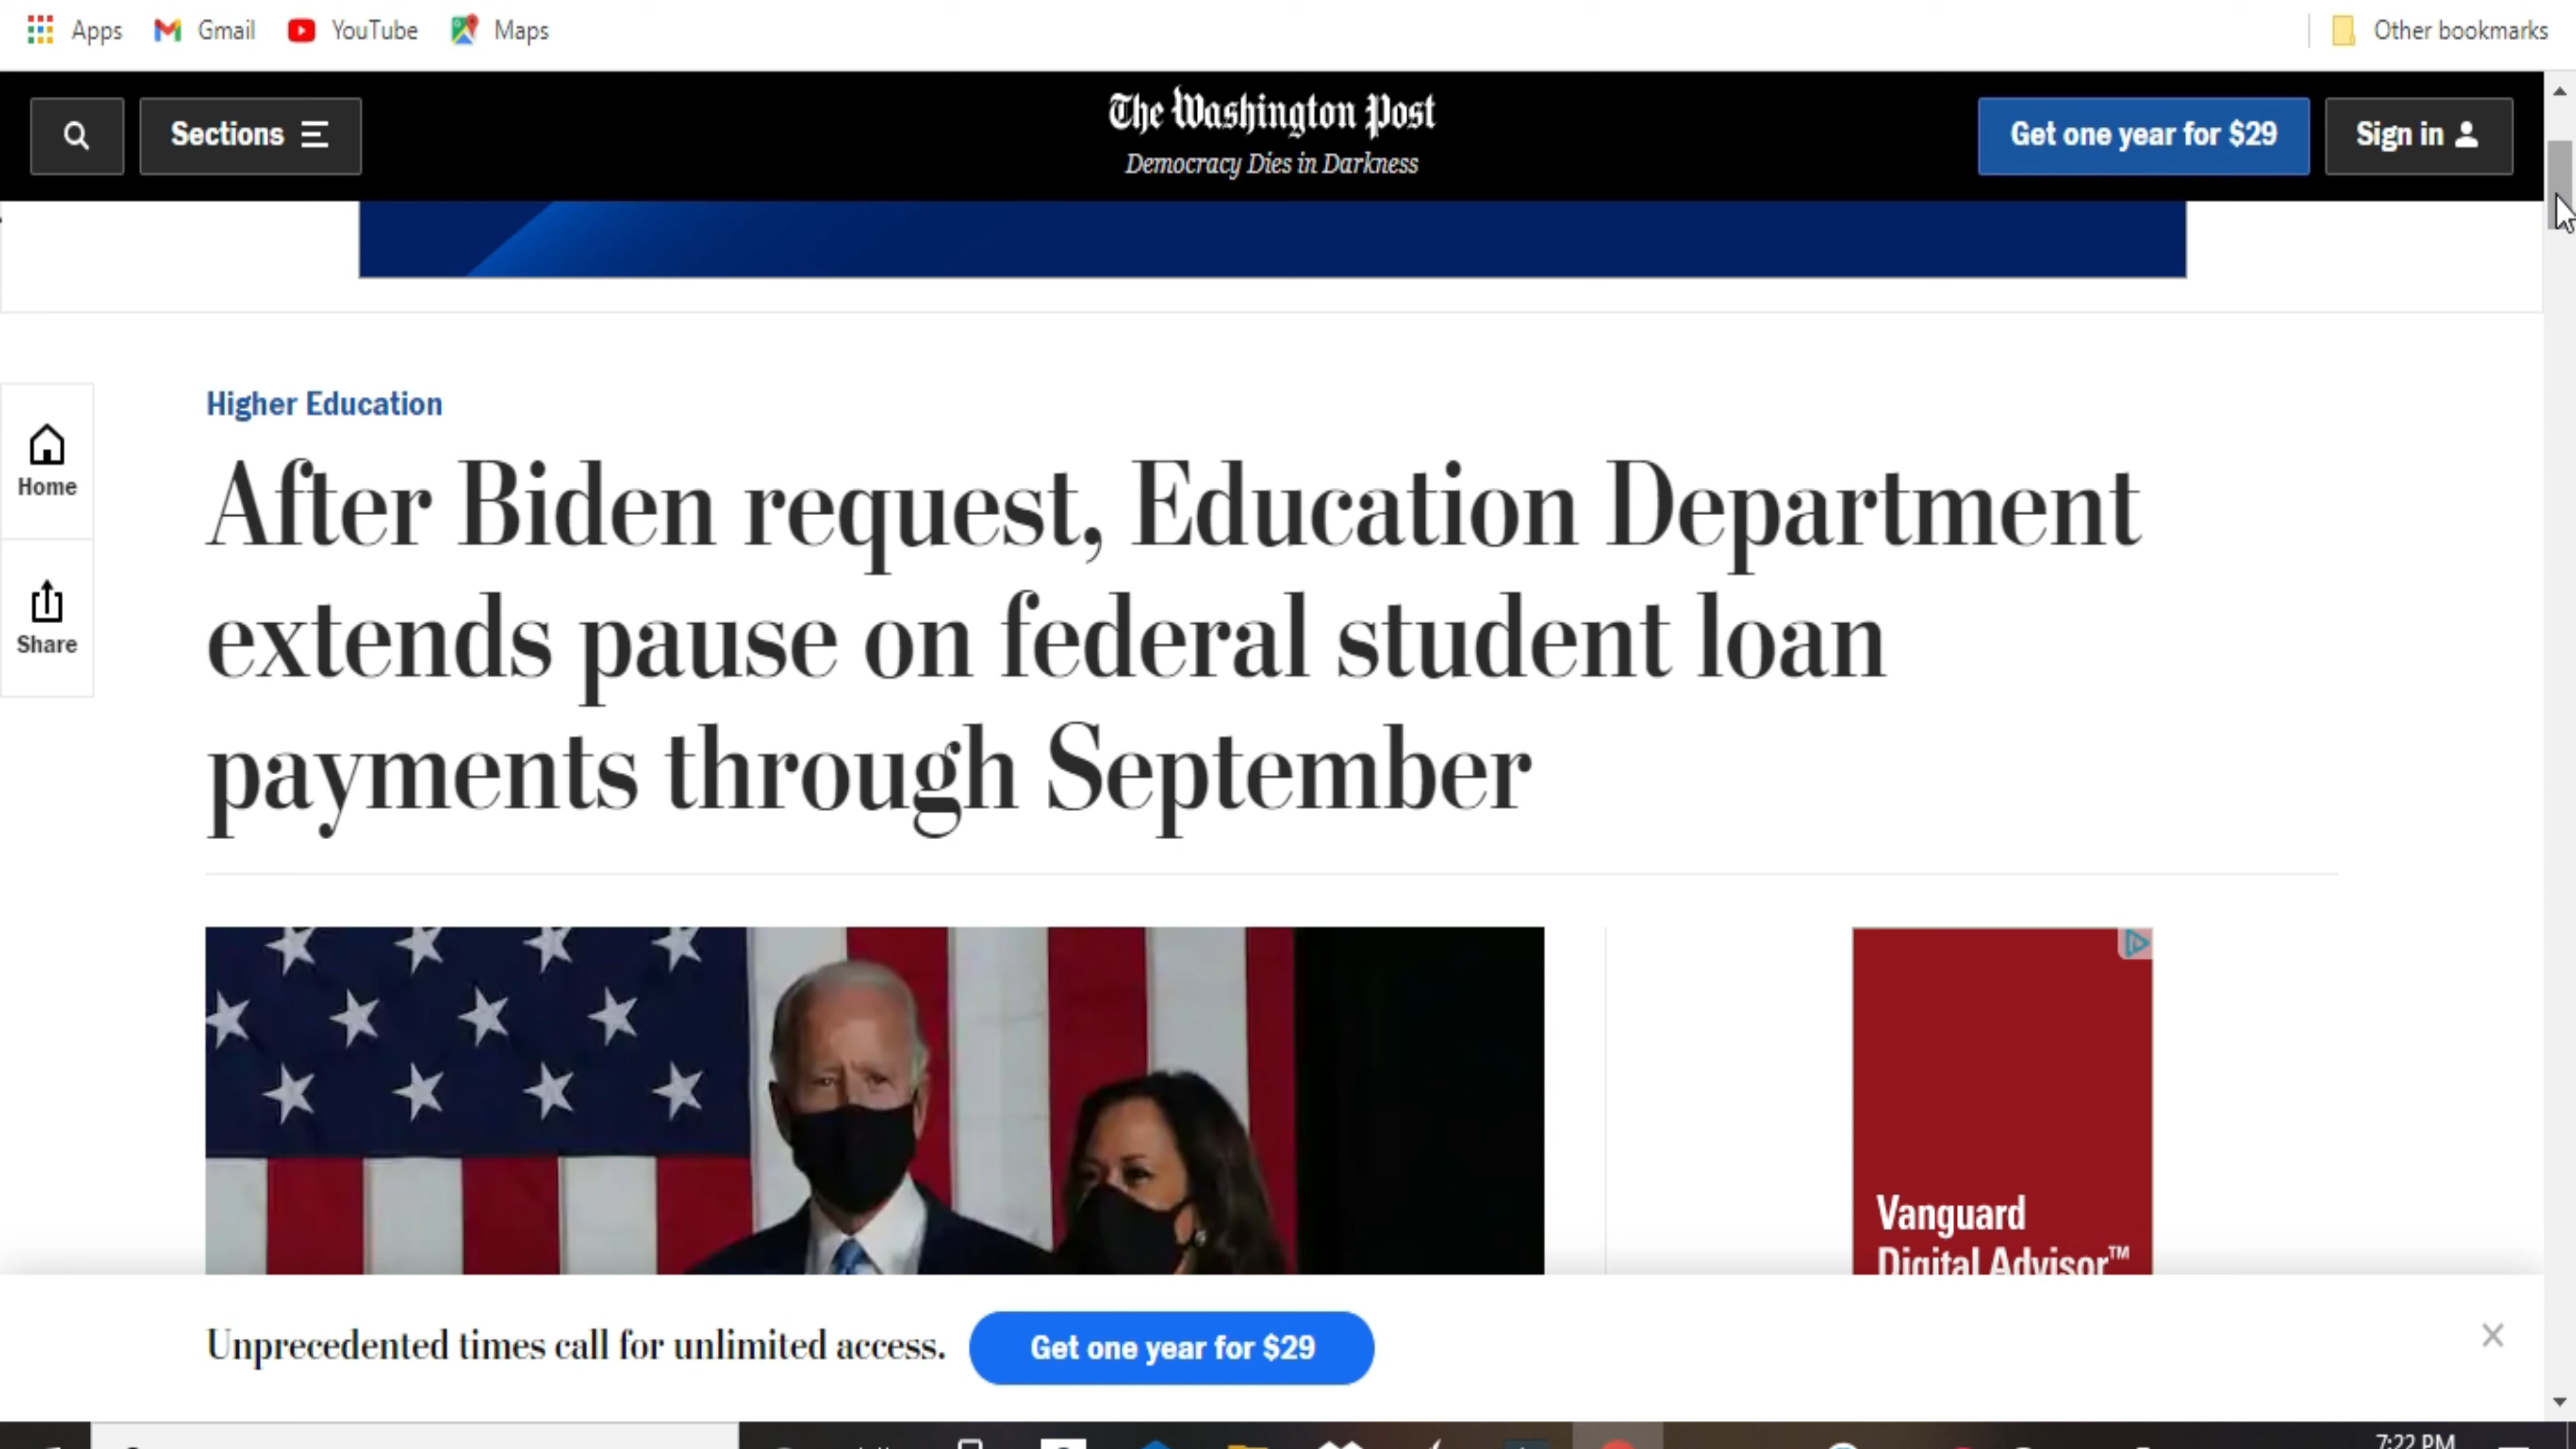 Apps Gmail YouTube Maps Other bookmarks
Sections The Washington Post Get one year for $29 Sign in
Democracy Dies in Darkness
Higher Education
After Biden request, Education Department
extends pause on federal student loan
payments through September
Home
Share
Vanguard
Digital Advisor™
Unprecedented times call for unlimited access. Get one year for $29
7:22 PM